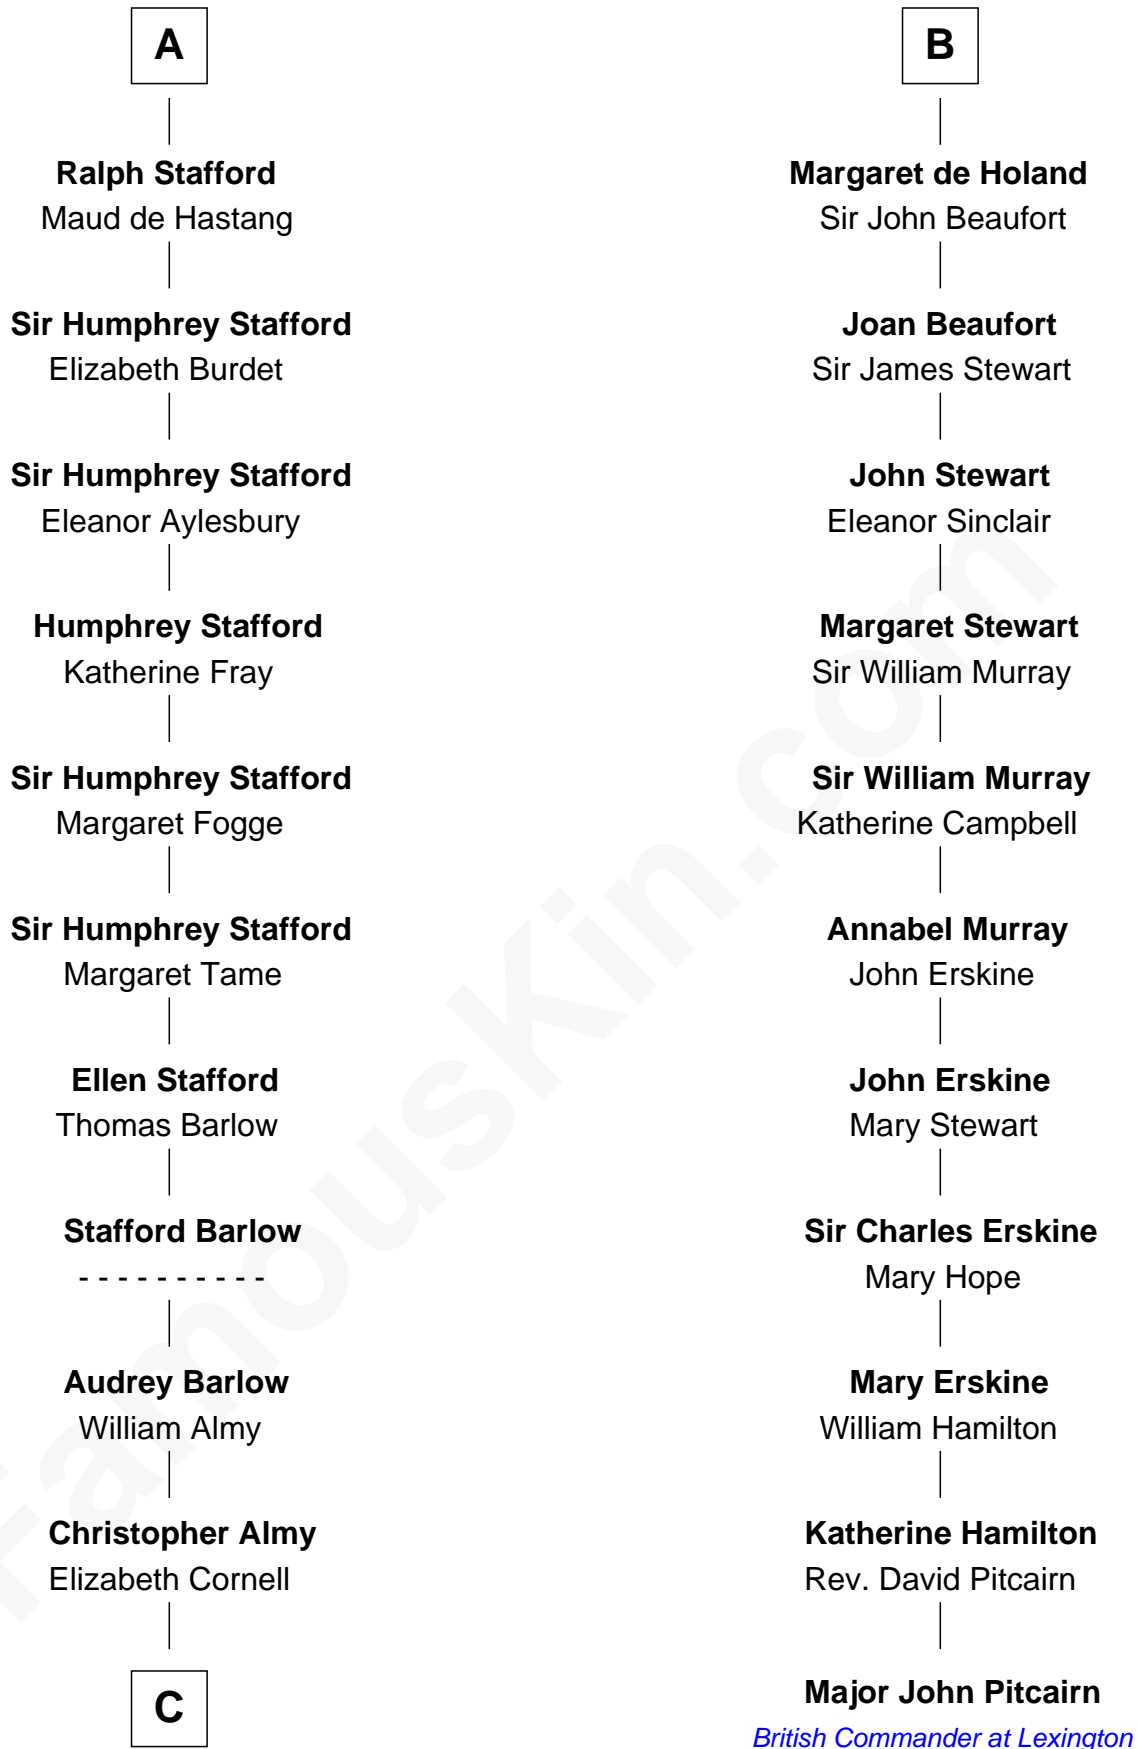 A
Ralph Stafford
Maud de Hastang
Sir Humphrey Stafford
Elizabeth Burdet
Sir Humphrey Stafford
Eleanor Aylesbury
Humphrey Stafford
Katherine Fray
Sir Humphrey Stafford
Margaret Fogge
Sir Humphrey Stafford
Margaret Tame
Ellen Stafford
Thomas Barlow
Stafford Barlow
- - - - - - - - - -
Audrey Barlow
William Almy
Christopher Almy
Elizabeth Cornell
C
B
Margaret de Holand
Sir John Beaufort
Joan Beaufort
Sir James Stewart
John Stewart
Eleanor Sinclair
Margaret Stewart
Sir William Murray
Sir William Murray
Katherine Campbell
Annabel Murray
John Erskine
John Erskine
Mary Stewart
Sir Charles Erskine
Mary Hope
Mary Erskine
William Hamilton
Katherine Hamilton
Rev. David Pitcairn
Major John Pitcairn
British Commander at Lexington
FamousKin.com